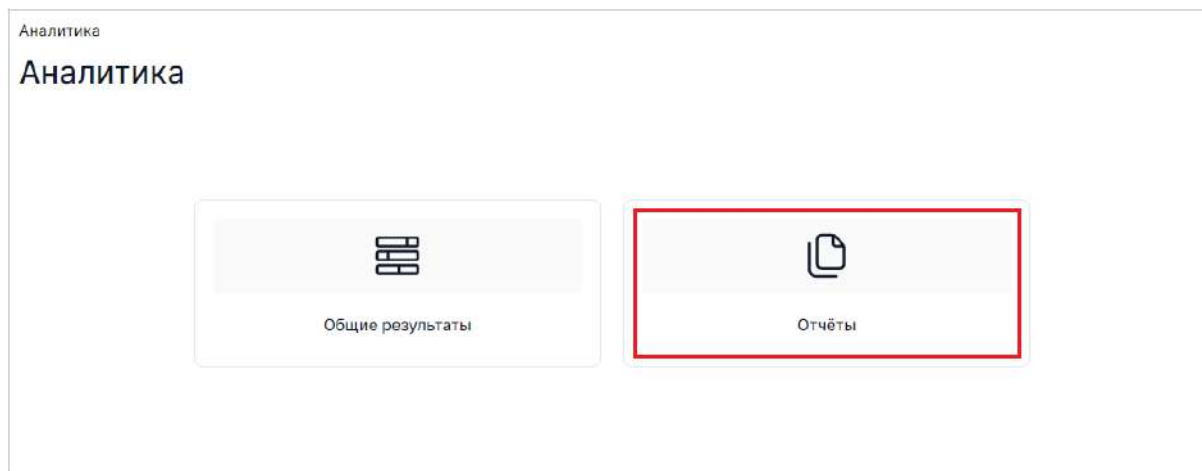 Аналитика
Аналитика
Общие результаты
Отчёты